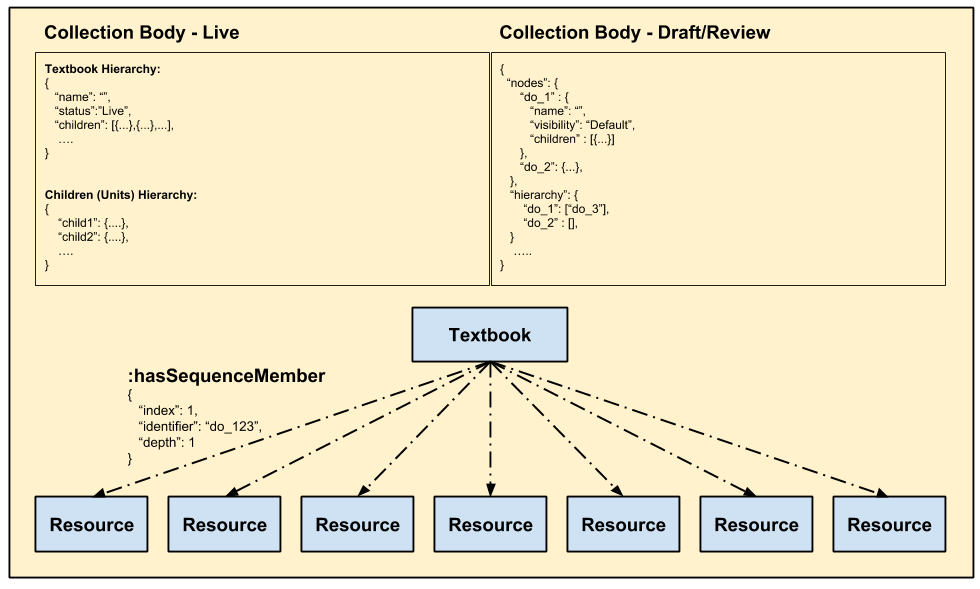 Collection Body - Live
Textbook Hierarchy:
{
“name”: “”,
“status”:”Live”,
“children”: [{...},{...},...],
….
}
Children (Units) Hierarchy:
{
“child1”: {....},
“child2”: {....},
….
}
Collection Body - Draft/Review
{
“nodes”: {
“do_1” : {
“name”: “”,
“visibility”: “Default”,
“children” : [{...}]
},
“do_2”: {...},
},
“hierarchy”: {
“do_1”: [“do_3”],
“do_2” : [],
}
…..
}
Textbook
:hasSequenceMember
{
“index”: 1,
“identifier”: “do_123”,
“depth”: 1
}
Resource
Resource
Resource
Resource
Resource
Resource
Resource